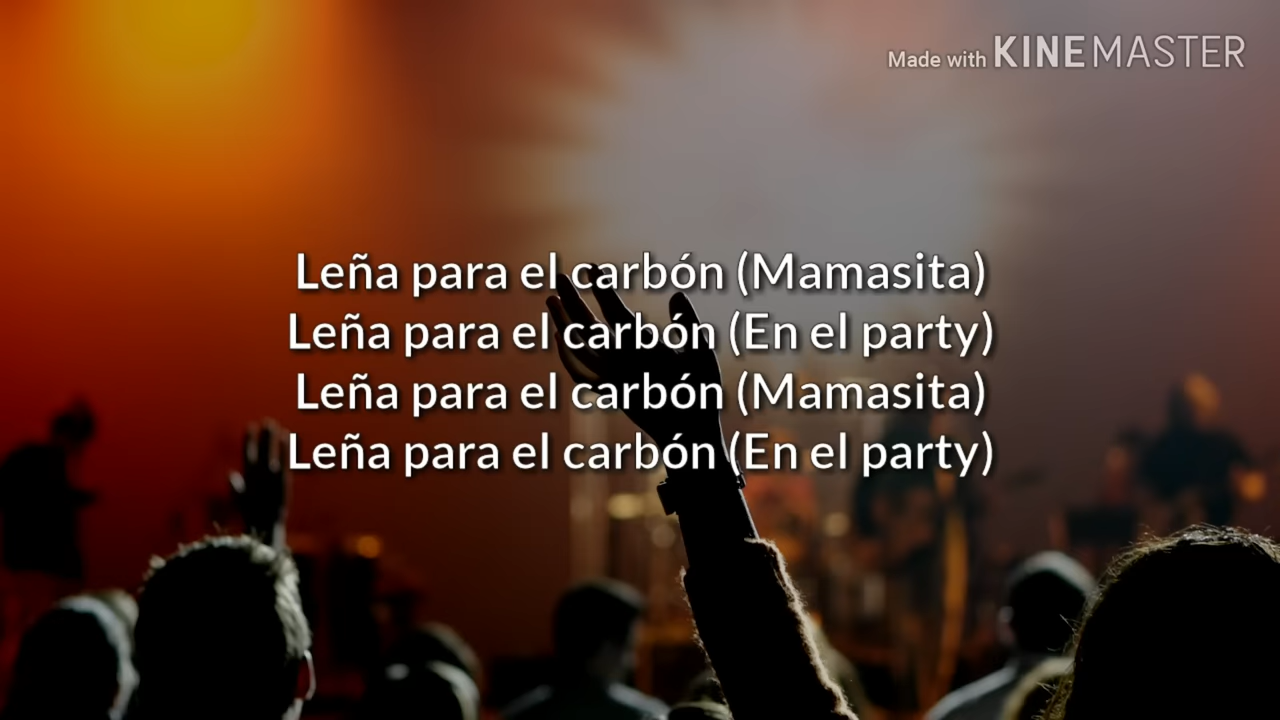 Made with KINEMASTER
Leña para el carbón (Mamasita)
Leña para el carbón (En el party)
Leña para el carbón (Mamasita)
Leña para el carbón (En el party)